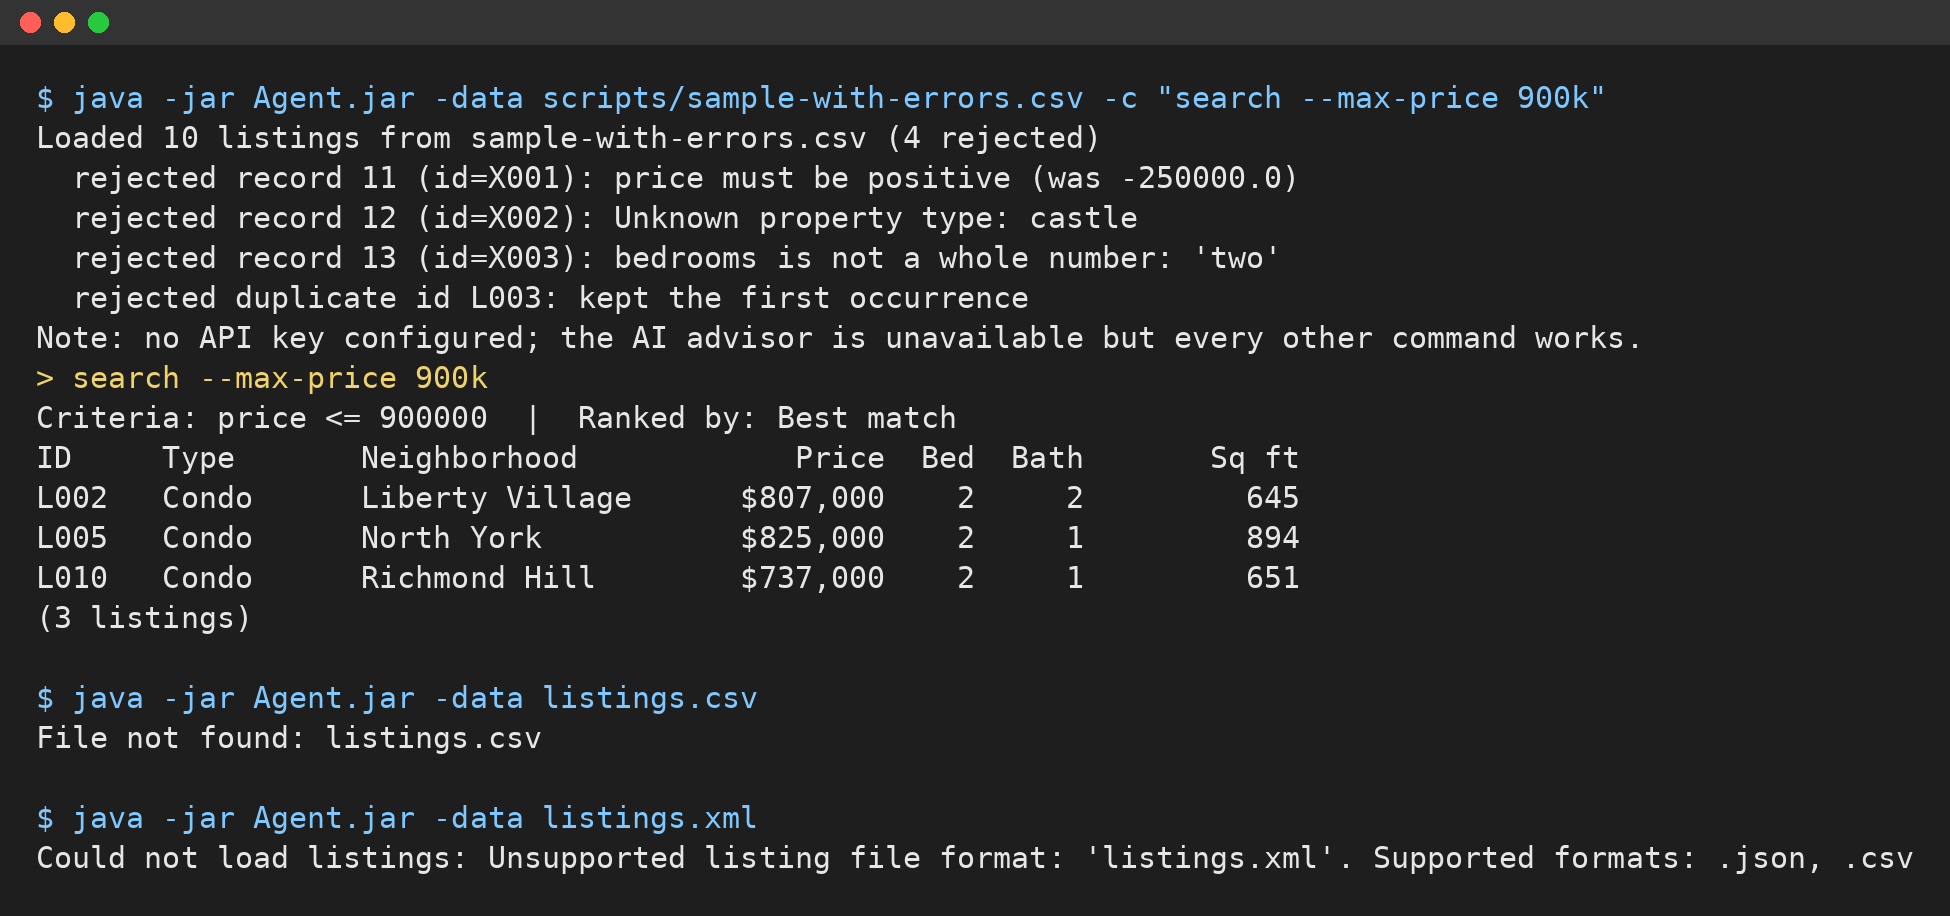 $ java -jar Agent.jar -data scripts/sample-with-errors.csv -c "search --max-price 900k"
Loaded 10 listings from sample-with-errors.csv (4 rejected)
  rejected record 11 (id=X001): price must be positive (was -250000.0)
  rejected record 12 (id=X002): Unknown property type: castle
  rejected record 13 (id=X003): bedrooms is not a whole number: 'two'
  rejected duplicate id L003: kept the first occurrence
Note: no API key configured; the AI advisor is unavailable but every other command works.
> search --max-price 900k
Criteria: price <= 900000  |  Ranked by: Best match
ID     Type       Neighborhood            Price  Bed  Bath       Sq ft
L002   Condo      Liberty Village      $807,000    2     2         645
L005   Condo      North York           $825,000    2     1         894
L010   Condo      Richmond Hill        $737,000    2     1         651
(3 listings)

$ java -jar Agent.jar -data listings.csv
File not found: listings.csv

$ java -jar Agent.jar -data listings.xml
Could not load listings: Unsupported listing file format: 'listings.xml'. Supported formats: .json, .csv